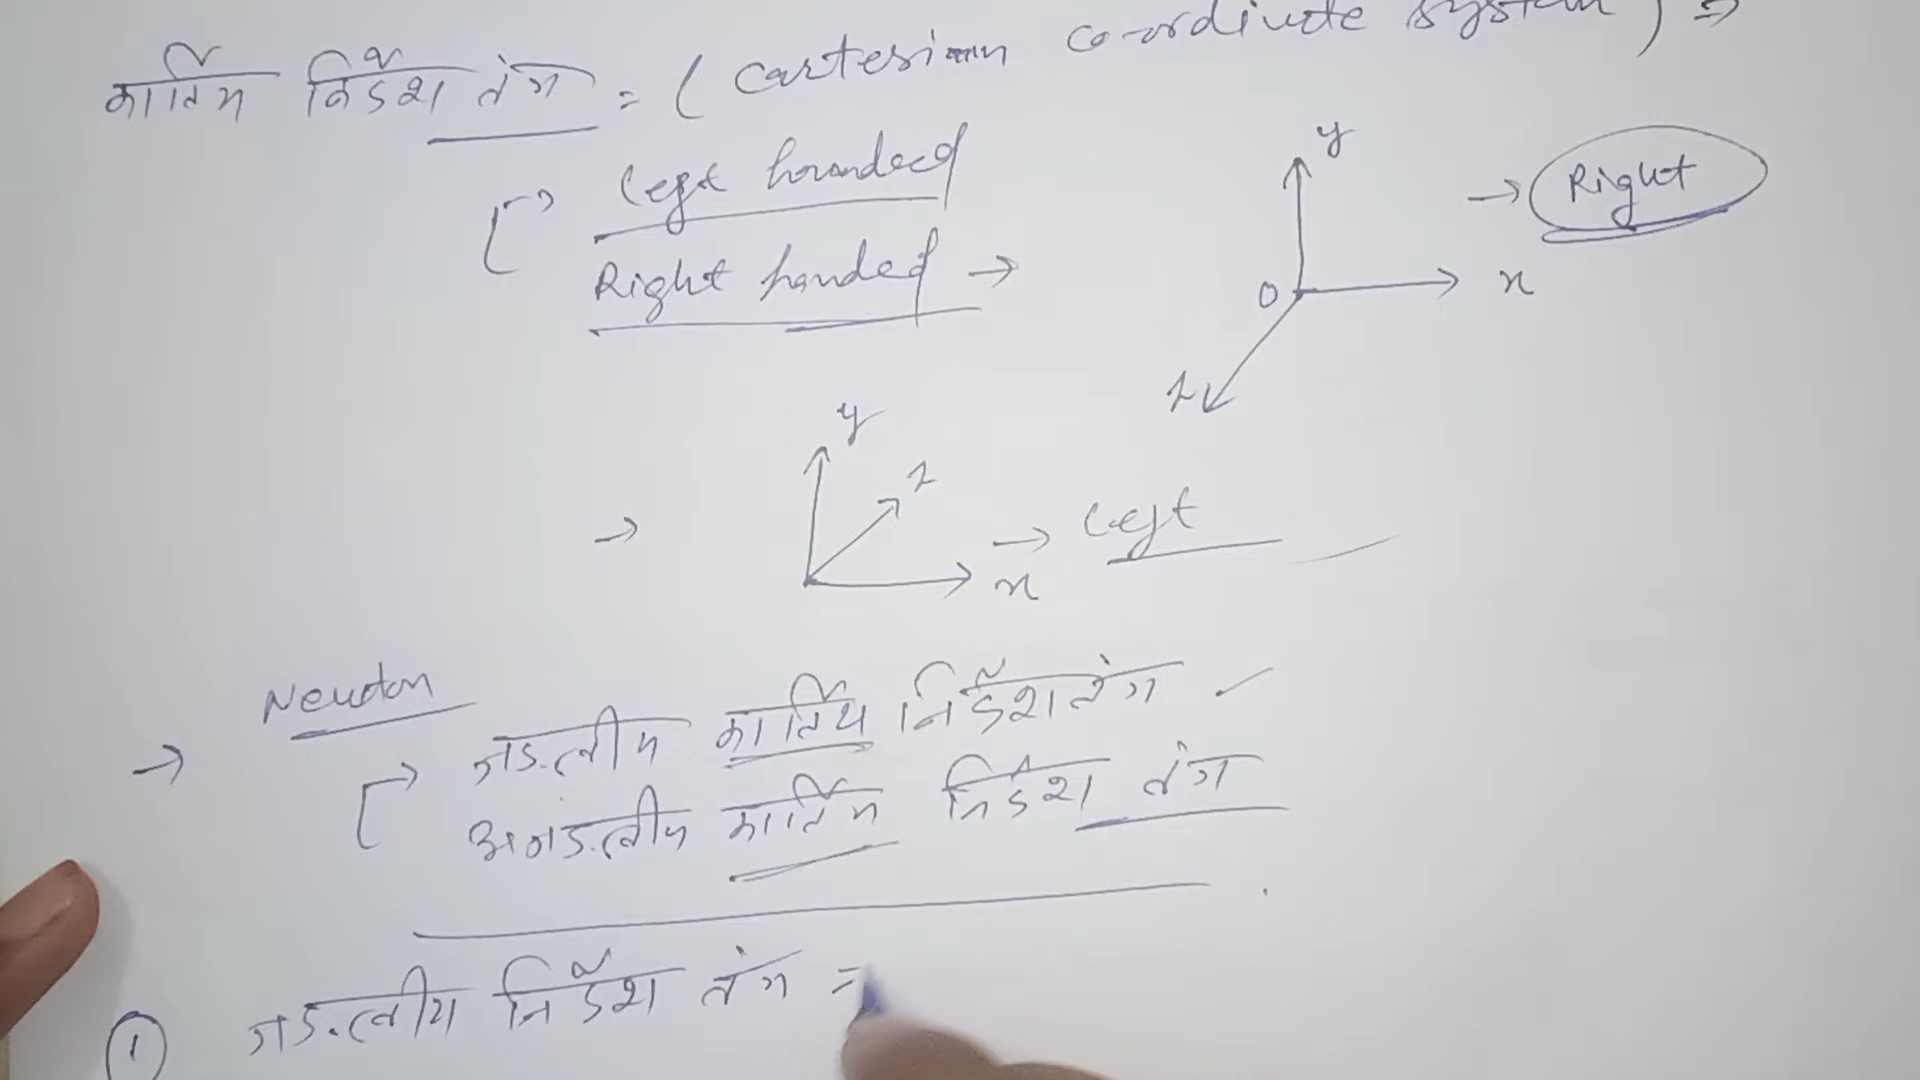 कार्तिय निर्देश तंत्र = ( Cartesian co-ordinate system ) ⇒
Left handed
Right handed →
y
O
x
z
→ Right
→
y
z
x
→ Left
→ Newton
जड़त्वीय कार्तिय निर्देश तंत्र ✓
अजड़त्वीय कार्तिय निर्देश तंत्र
① जड़त्वीय निर्देश तंत्र =